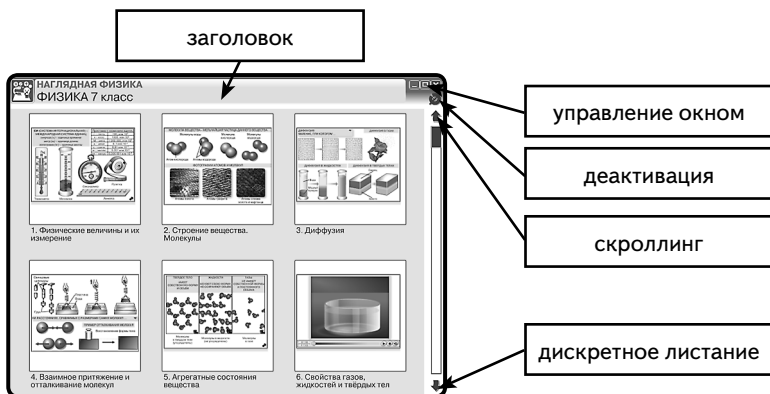 заголовок
НАГЛЯДНАЯ ФИЗИКА
ФИЗИКА 7 класс
управление окном
деактивация
скроллинг
дискретное листание
1. Физические величины и их
измерение
2. Строение вещества.
Молекулы
3. Диффузия
4. Взаимное притяжение и
отталкивание молекул
5. Агрегатные состояния
вещества
6. Свойства газов,
жидкостей и твёрдых тел